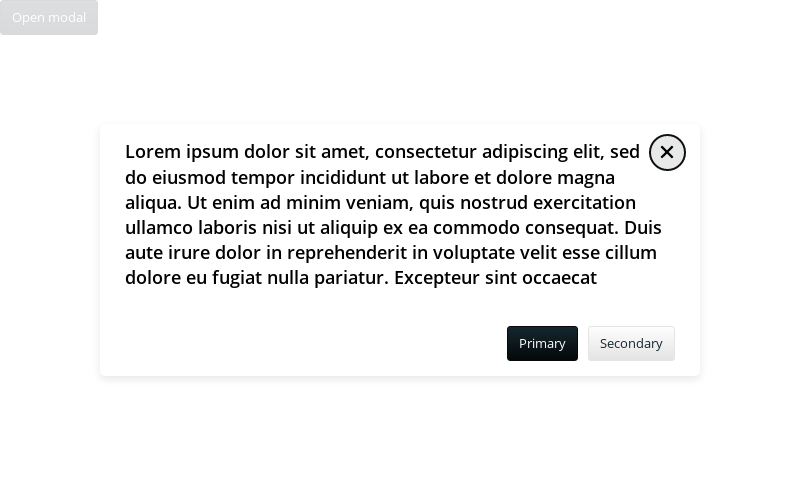 Open modal
Lorem ipsum dolor sit amet, consectetur adipiscing elit, sed
do eiusmod tempor incididunt ut labore et dolore magna
aliqua. Ut enim ad minim veniam, quis nostrud exercitation
ullamco laboris nisi ut aliquip ex ea commodo consequat. Duis
aute irure dolor in reprehenderit in voluptate velit esse cillum
dolore eu fugiat nulla pariatur. Excepteur sint occaecat
Primary Secondary